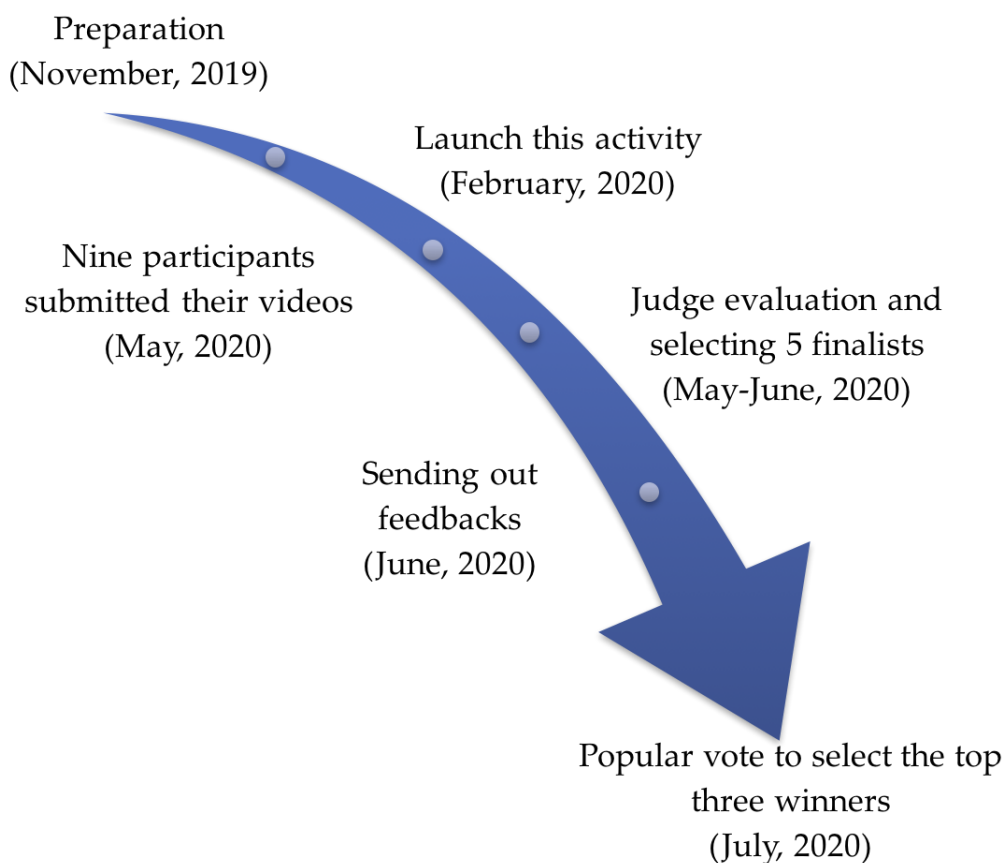 Preparation
(November, 2019)
Launch this activity
(February, 2020)
Nine participants
submitted their videos
(May, 2020)
Judge evaluation and
selecting 5 finalists
(May-June, 2020)
Sending out
feedbacks
(June, 2020)
Popular vote to select the top
three winners
(July, 2020)